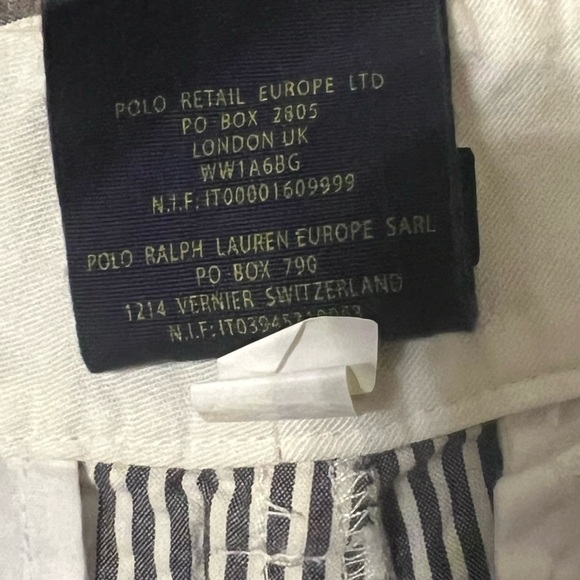 POLO RETAIL EUROPE LTD
PO BOX 2805
LONDON UK
WW1A6BG
N.I.F: IT00001609999
POLO RALPH LAUREN EUROPE SARL
PO BOX 790
1214 VERNIER SWITZERLAND
N.I.F: